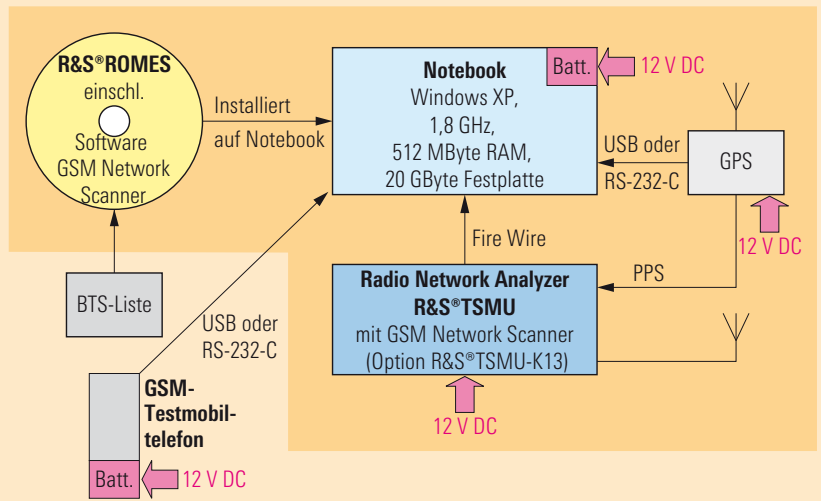 R&S®ROMES
einschl.
Software
GSM Network
Scanner
Installiert
auf Notebook
Notebook
Windows XP,
1,8 GHz,
512 MByte RAM,
20 GByte Festplatte
Batt.
12 V DC
USB oder
RS-232-C
GPS
12 V DC
Fire Wire
PPS
BTS-Liste
USB oder
RS-232-C
Radio Network Analyzer
R&S®TSMU
mit GSM Network Scanner
(Option R&S®TSMU-K13)
12 V DC
GSM-
Testmobil-
telefon
Batt.
12 V DC